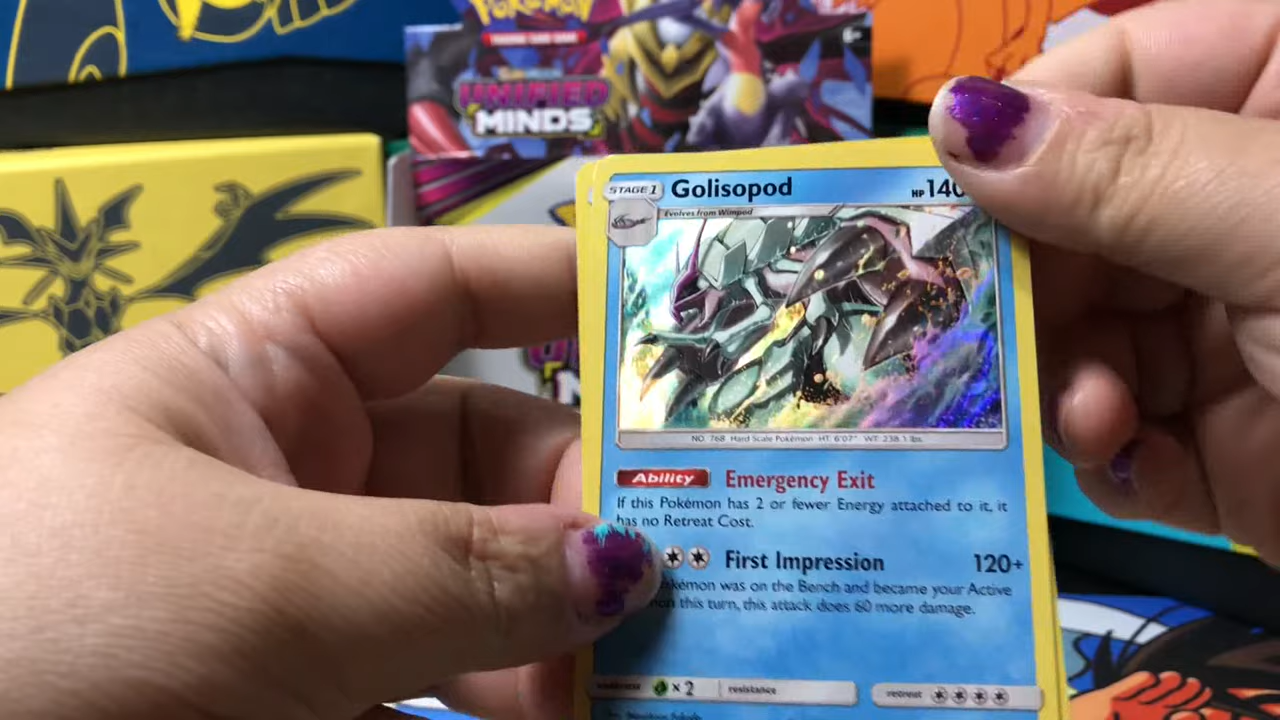 POKÉMON
UNIFIED
MINDS
STAGE 1
Golisopod
HP 140
Evolves from Wimpod
NO. 768 Hard Scale Pokémon HT: 6'07" WT: 238.1 lbs.
Ability Emergency Exit
If this Pokémon has 2 or fewer Energy attached to it, it
has no Retreat Cost.
First Impression 120+
was on the Bench and became your Active
this turn, this attack does 60 more damage.
weakness ×2 resistance retreat